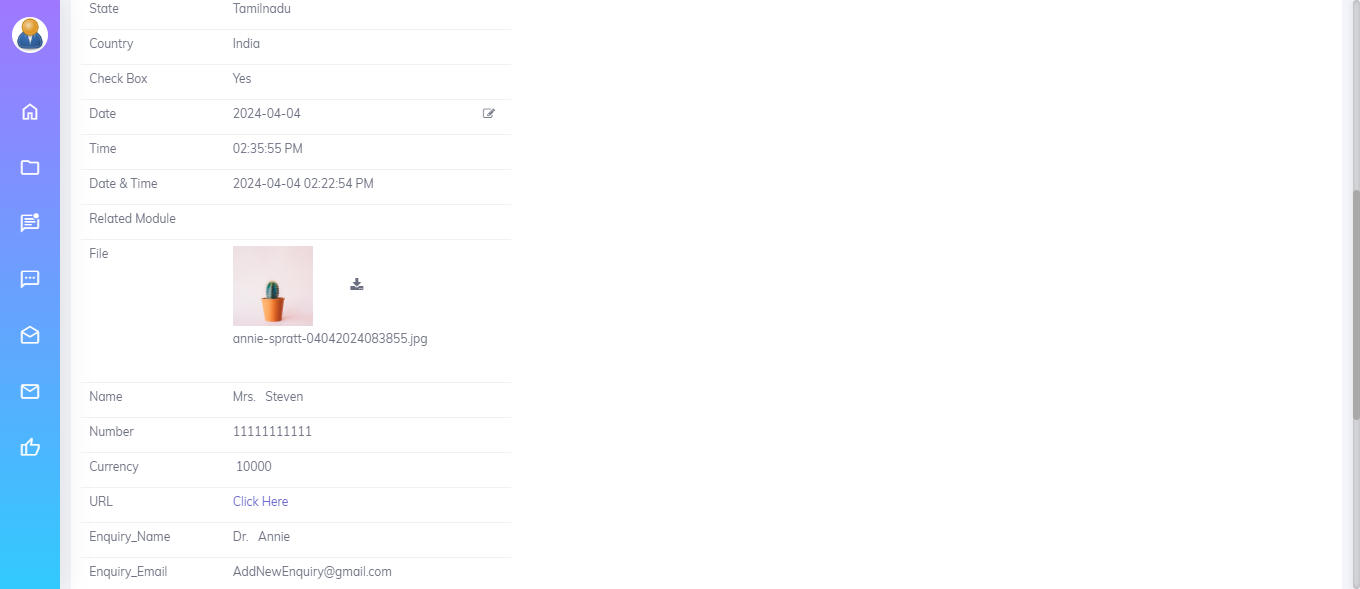 State Tamilnadu
Country India
Check Box Yes
Date 2024-04-04
Time 02:35:55 PM
Date & Time 2024-04-04 02:22:54 PM
Related Module
File
annie-spratt-04042024083855.jpg
Name Mrs. Steven
Number 11111111111
Currency 10000
URL Click Here
Enquiry_Name Dr. Annie
Enquiry_Email AddNewEnquiry@gmail.com